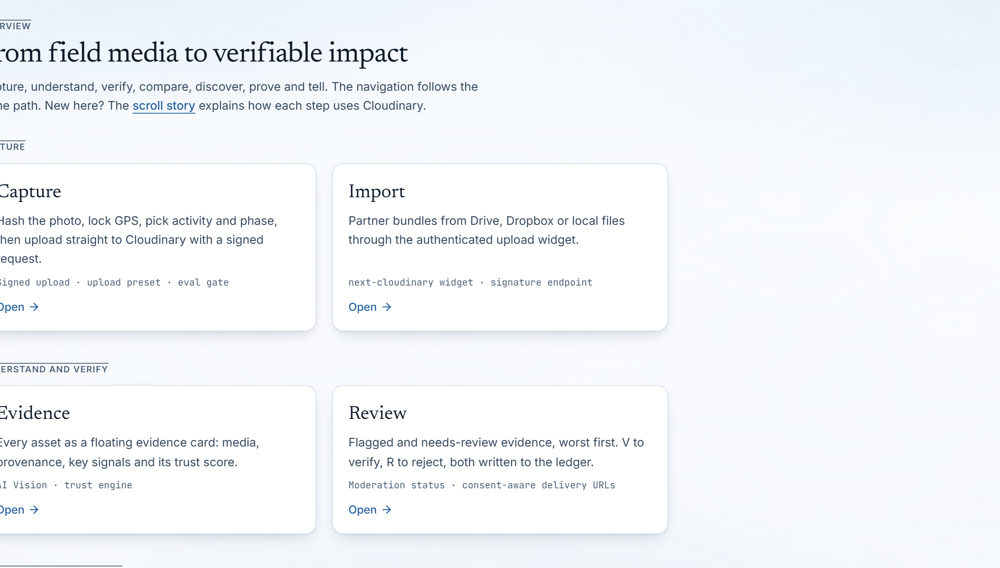 RVIEW
rom field media to verifiable impact
pture, understand, verify, compare, discover, prove and tell. The navigation follows the
me path. New here? The scroll story explains how each step uses Cloudinary.
TURE
Capture
Hash the photo, lock GPS, pick activity and phase,
then upload straight to Cloudinary with a signed
request.
Signed upload · upload preset · eval gate
Open →
Import
Partner bundles from Drive, Dropbox or local files
through the authenticated upload widget.
next-cloudinary widget · signature endpoint
Open →
ERSTAND AND VERIFY
Evidence
Every asset as a floating evidence card: media,
provenance, key signals and its trust score.
AI Vision · trust engine
Open →
Review
Flagged and needs-review evidence, worst first. V to
verify, R to reject, both written to the ledger.
Moderation status · consent-aware delivery URLs
Open →